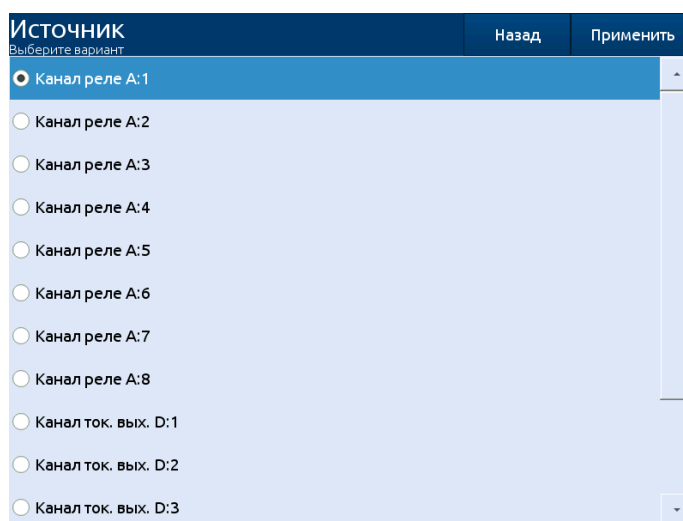 Источник
Выберите вариант
Назад
Применить
Канал реле A:1
Канал реле A:2
Канал реле A:3
Канал реле A:4
Канал реле A:5
Канал реле A:6
Канал реле A:7
Канал реле A:8
Канал ток. вых. D:1
Канал ток. вых. D:2
Канал ток. вых. D:3